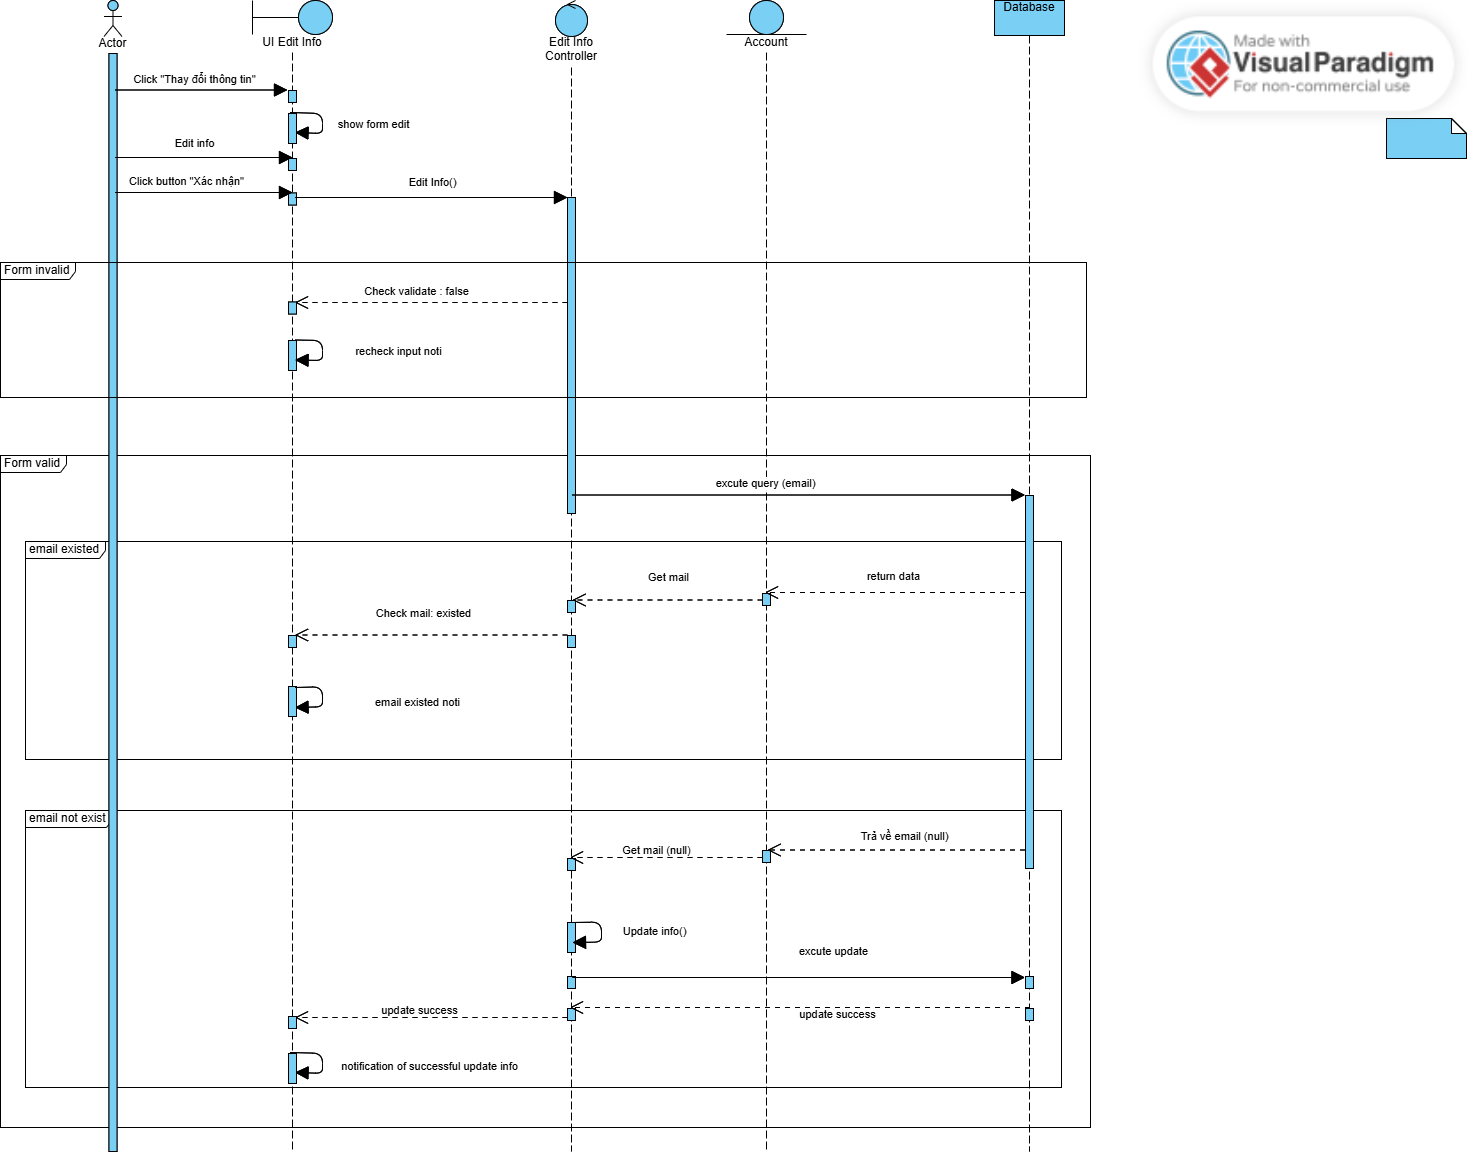 Actor
UI Edit Info
Edit Info
Controller
Account
Database
Made with
Visual Paradigm
For non-commercial use
Click "Thay đổi thông tin"
show form edit
Edit info
Click button "Xác nhận"
Edit Info()
Form invalid
Check validate : false
recheck input noti
Form valid
excute query (email)
email existed
return data
Get mail
Check mail: existed
email existed noti
email not exist
Trả về email (null)
Get mail (null)
Update info()
excute update
update success
update success
notification of successful update info